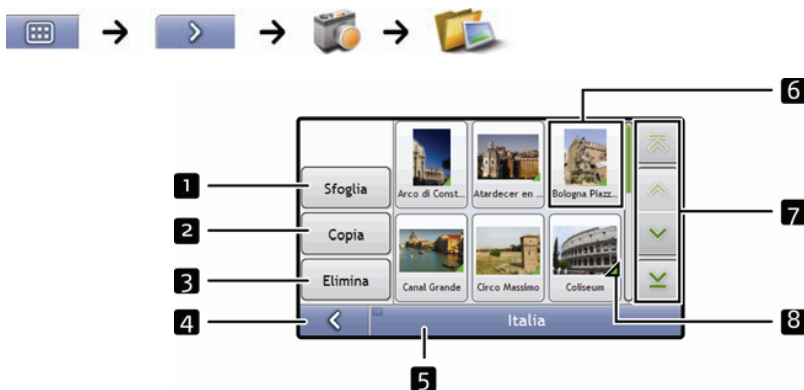 6
1
Sfoglia
Arco di Const...
Atardecer en ...
Bologna Piazz...
7
2
Copia
3
Elimina
Canal Grande
Circo Massimo
Coliseum
4
Italia
8
5